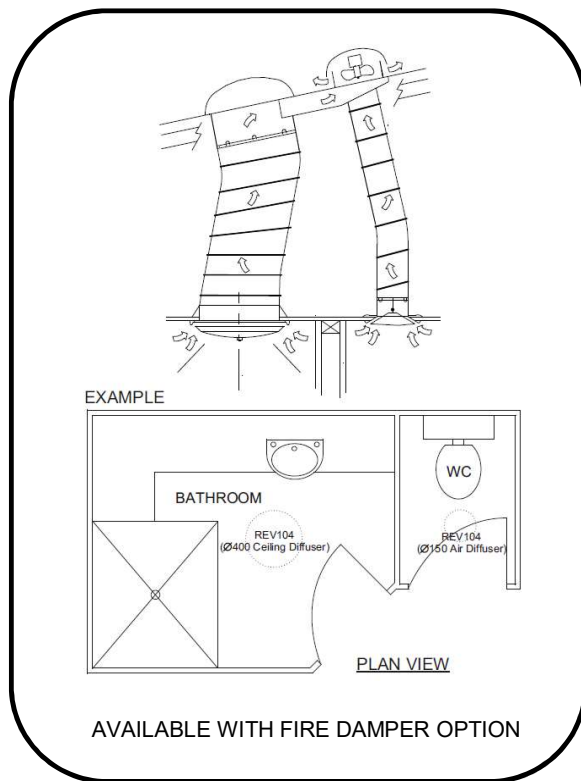 EXAMPLE
WC
BATHROOM
REV104
(Ø400 Ceiling Diffuser)
REV104
(Ø150 Air Diffuser)
PLAN VIEW
AVAILABLE WITH FIRE DAMPER OPTION